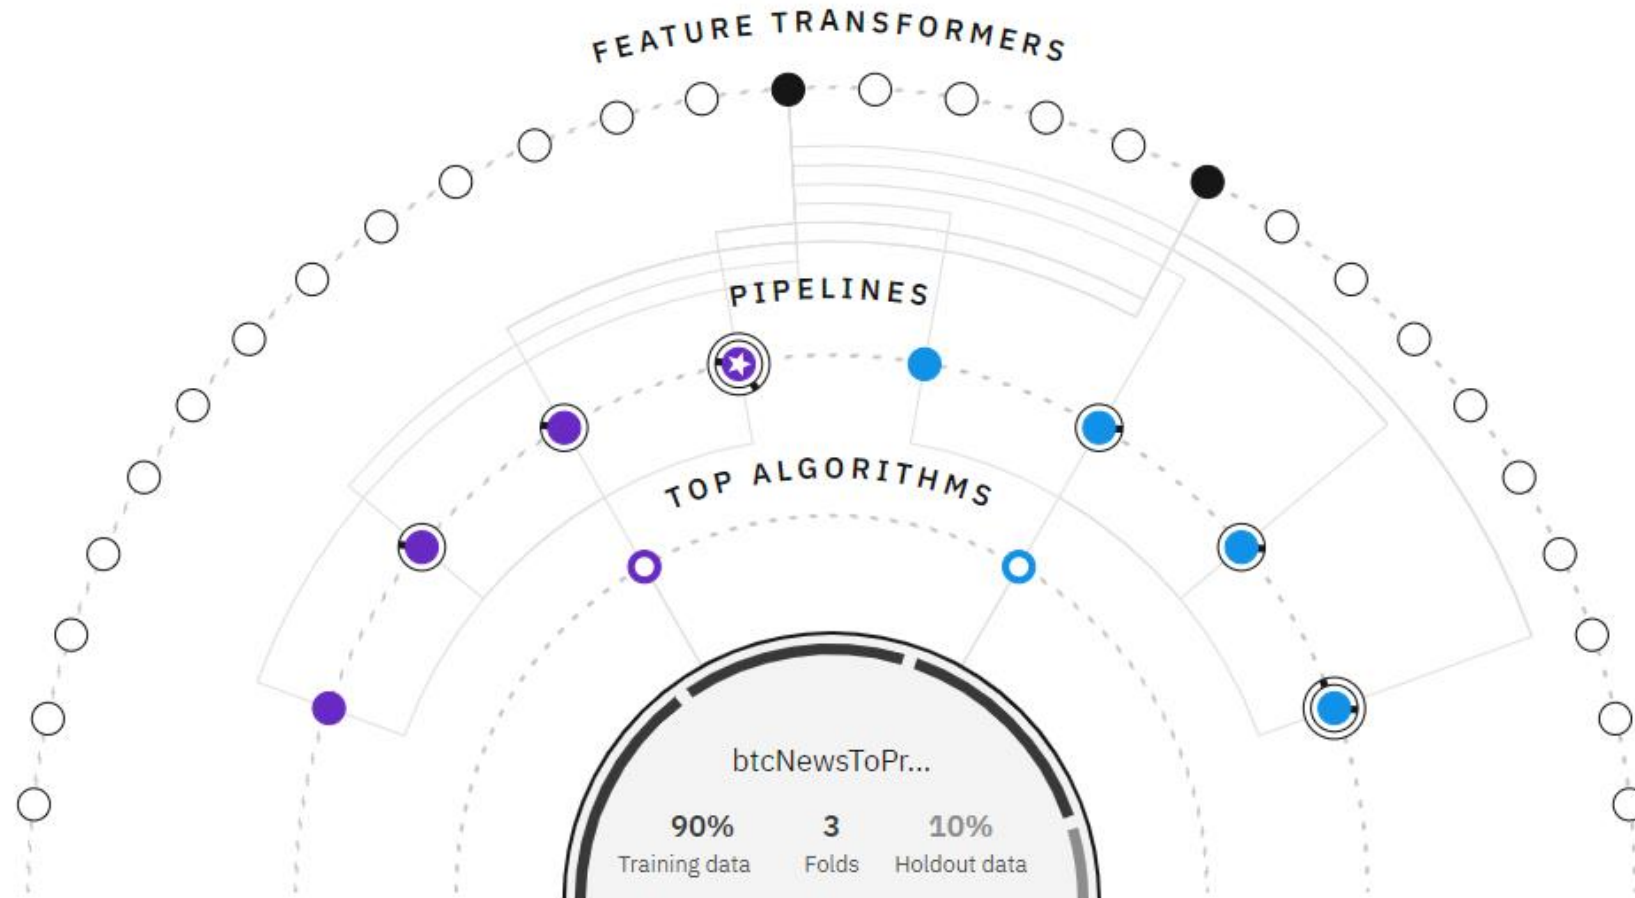 FEATURE TRANSFORMERS
PIPELINES
TOP ALGORITHMS
btcNewsToPr...
90% 3 10%
Training data Folds Holdout data